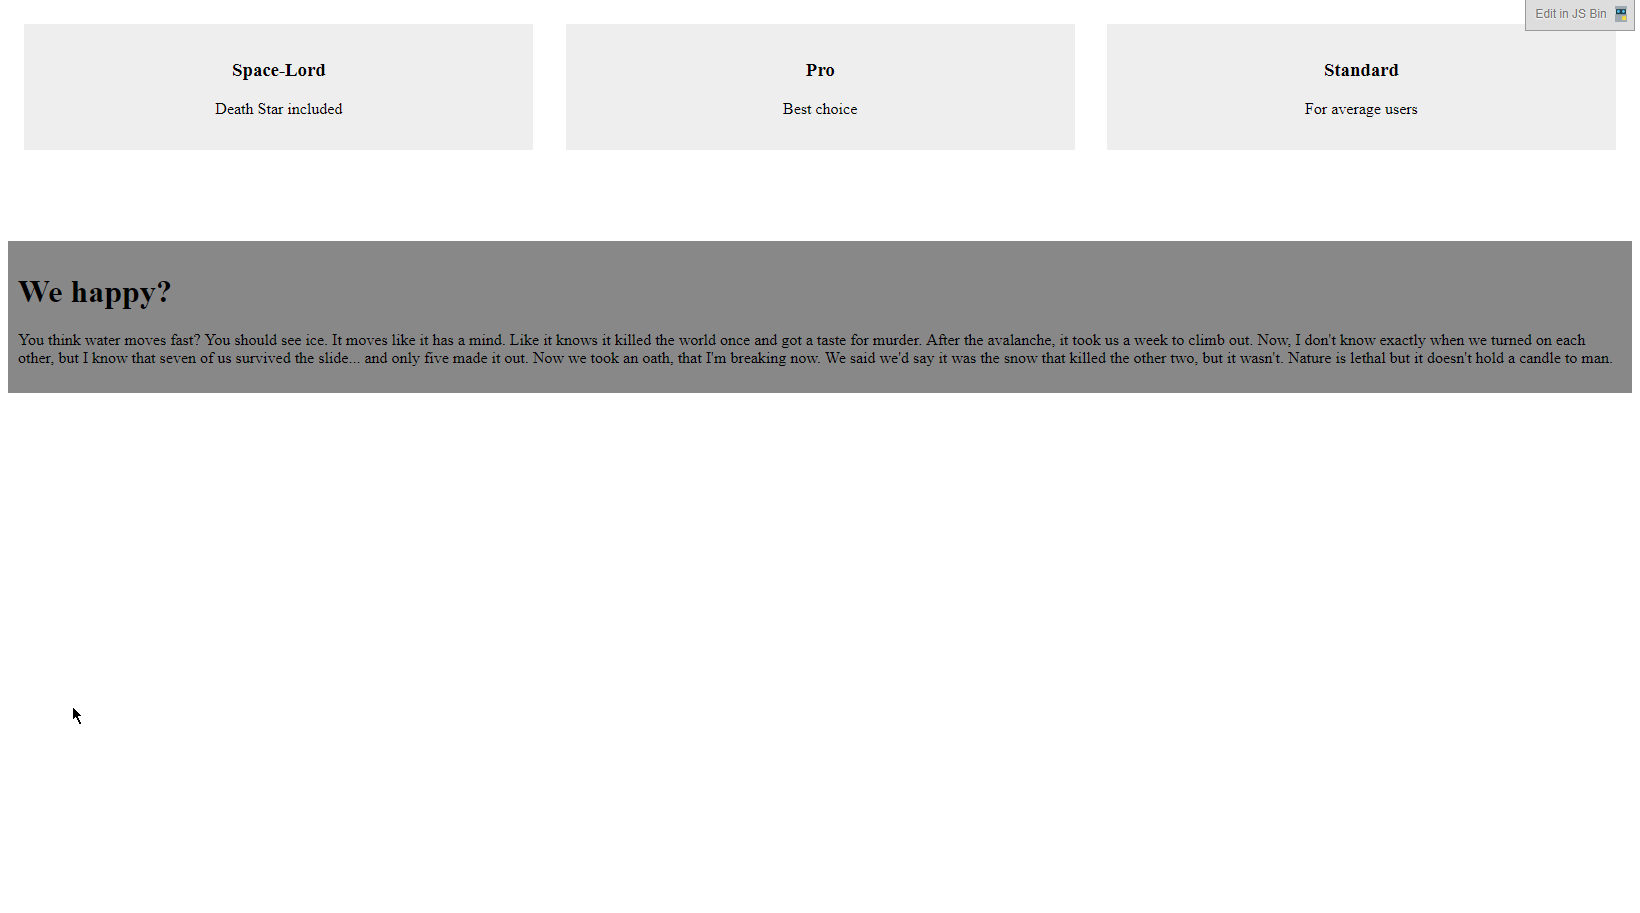 Edit in JS Bin
Space-Lord
Death Star included
Pro
Best choice
Standard
For average users
We happy?
You think water moves fast? You should see ice. It moves like it has a mind. Like it knows it killed the world once and got a taste for murder. After the avalanche, it took us a week to climb out. Now, I don't know exactly when we turned on each
other, but I know that seven of us survived the slide... and only five made it out. Now we took an oath, that I'm breaking now. We said we'd say it was the snow that killed the other two, but it wasn't. Nature is lethal but it doesn't hold a candle to man.